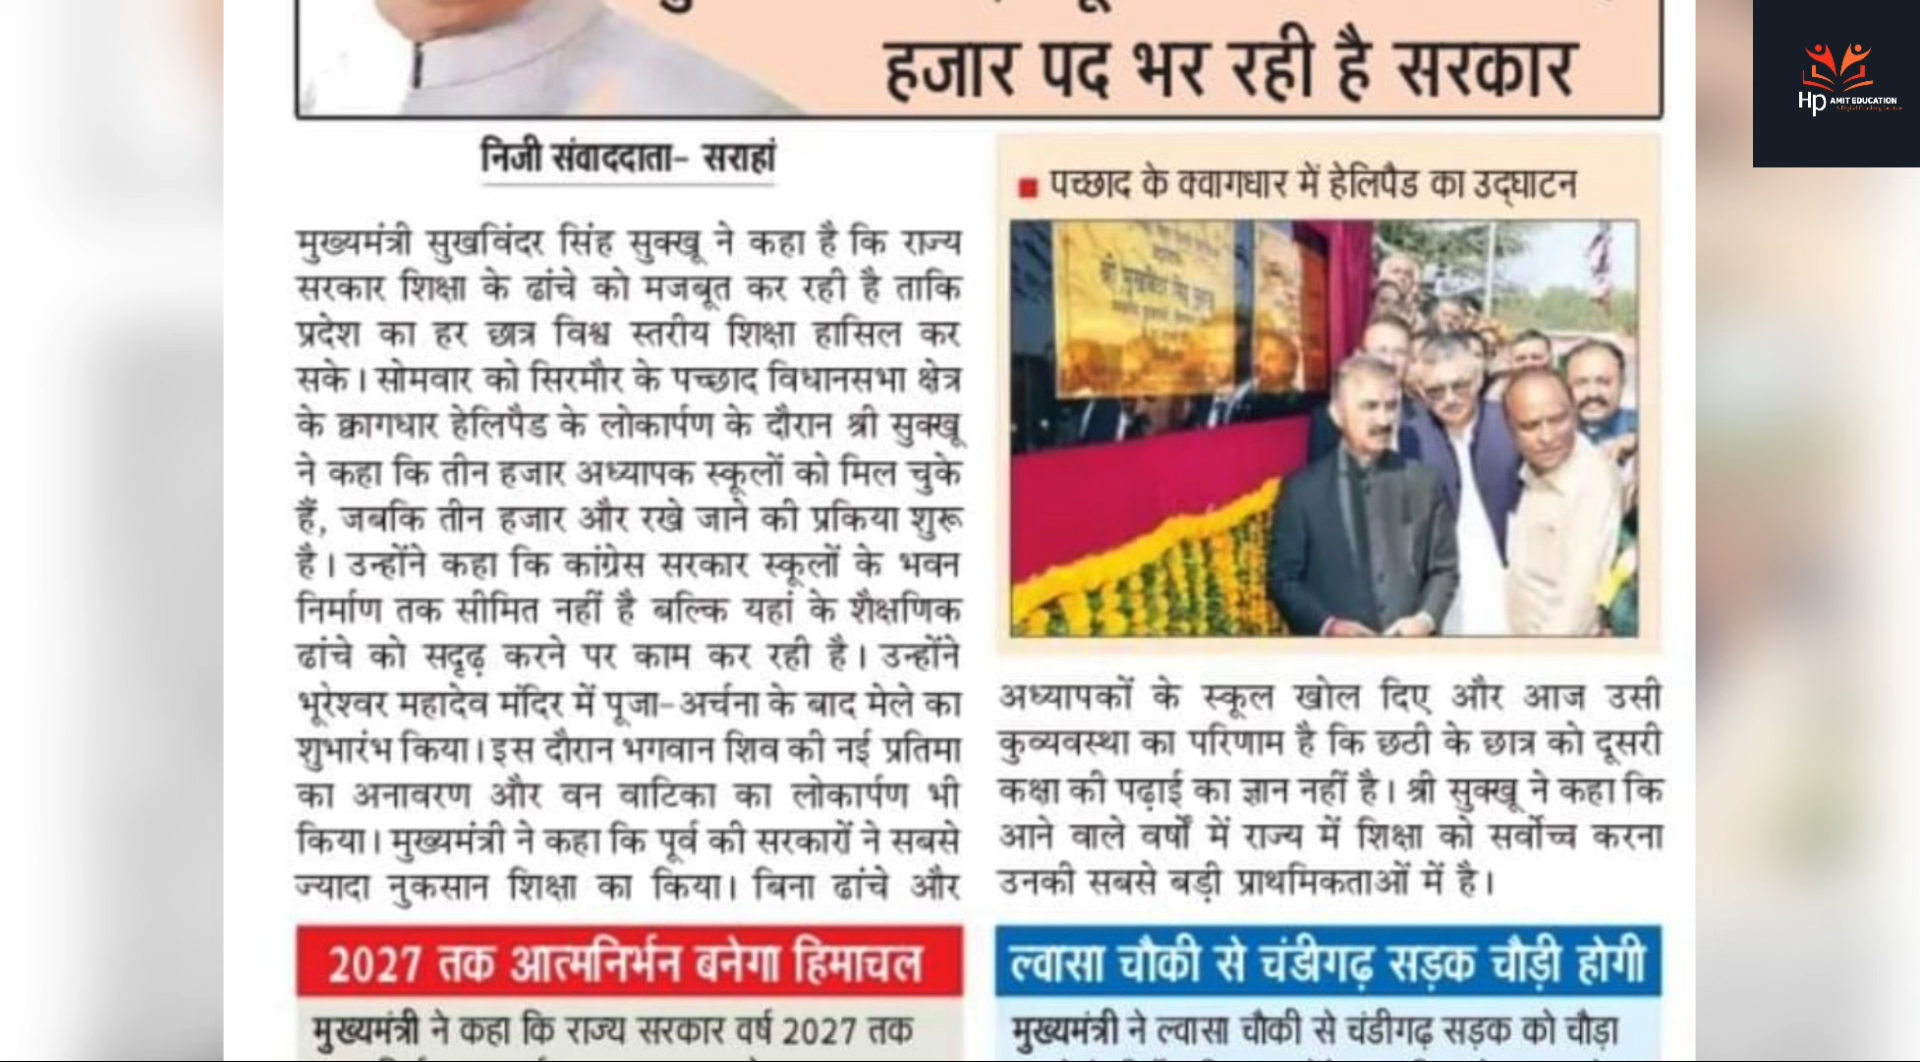 हजार पद भर रही है सरकार
Hp AMIT EDUCATION
निजी संवाददाता- सराहां
मुख्यमंत्री सुखविंदर सिंह सुक्खू ने कहा है कि राज्य
सरकार शिक्षा के ढांचे को मजबूत कर रही है ताकि
प्रदेश का हर छात्र विश्व स्तरीय शिक्षा हासिल कर
सके। सोमवार को सिरमौर के पच्छाद विधानसभा क्षेत्र
के क्वागधार हेलिपैड के लोकार्पण के दौरान श्री सुक्खू
ने कहा कि तीन हजार अध्यापक स्कूलों को मिल चुके
हैं, जबकि तीन हजार और रखे जाने की प्रकिया शुरू
है। उन्होंने कहा कि कांग्रेस सरकार स्कूलों के भवन
निर्माण तक सीमित नहीं है बल्कि यहां के शैक्षणिक
ढांचे को सदृढ़ करने पर काम कर रही है। उन्होंने
भूरेश्वर महादेव मंदिर में पूजा-अर्चना के बाद मेले का
शुभारंभ किया। इस दौरान भगवान शिव की नई प्रतिमा
का अनावरण और वन वाटिका का लोकार्पण भी
किया। मुख्यमंत्री ने कहा कि पूर्व की सरकारों ने सबसे
ज्यादा नुकसान शिक्षा का किया। बिना ढांचे और
पच्छाद के क्वागधार में हेलिपैड का उद्घाटन
अध्यापकों के स्कूल खोल दिए और आज उसी
कुव्यवस्था का परिणाम है कि छठी के छात्र को दूसरी
कक्षा की पढ़ाई का ज्ञान नहीं है। श्री सुक्खू ने कहा कि
आने वाले वर्षों में राज्य में शिक्षा को सर्वोच्च करना
उनकी सबसे बड़ी प्राथमिकताओं में है।
2027 तक आत्मनिर्भन बनेगा हिमाचल
मुख्यमंत्री ने कहा कि राज्य सरकार वर्ष 2027 तक
ल्वासा चौकी से चंडीगढ़ सड़क चौड़ी होगी
मुख्यमंत्री ने ल्वासा चौकी से चंडीगढ़ सड़क को चौड़ा